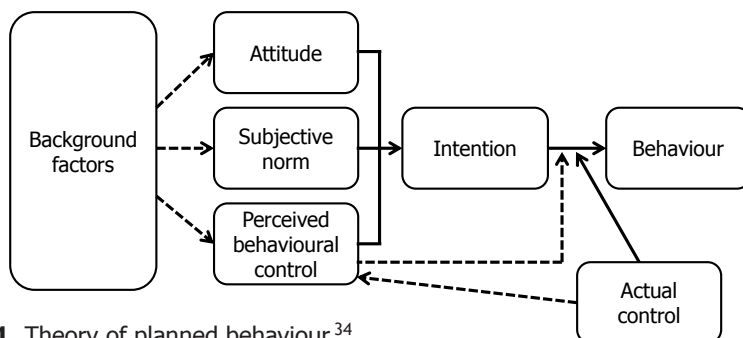 Attitude
Background
factors
Subjective
norm
Intention
Behaviour
Perceived
behavioural
control
Actual
control
Theory of planned behaviour.34